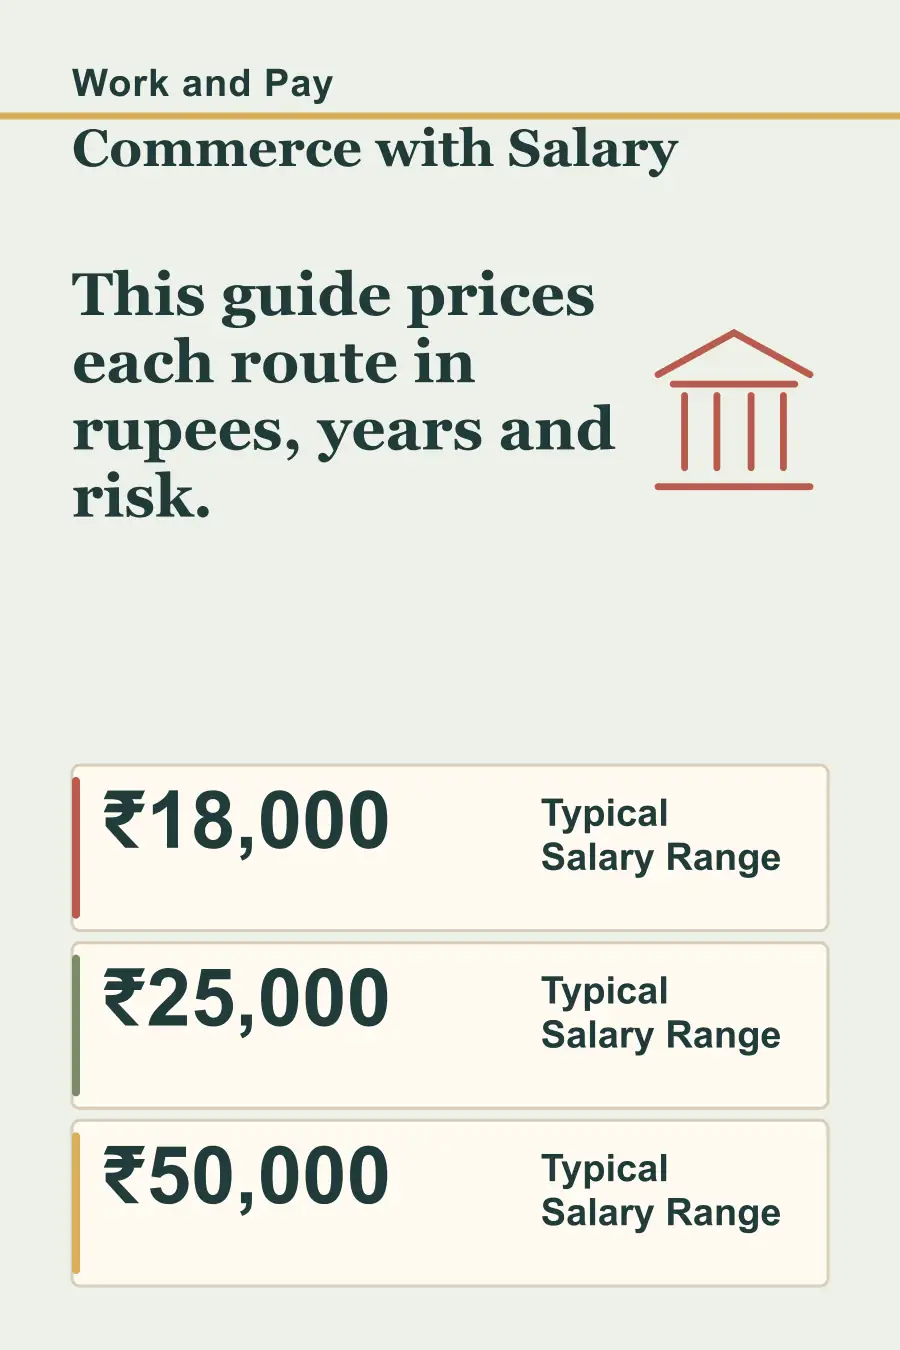 Work and Pay
Commerce with Salary
This guide prices
each route in
rupees, years and
risk.
₹18,000
Typical
Salary Range
₹25,000
Typical
Salary Range
₹50,000
Typical
Salary Range